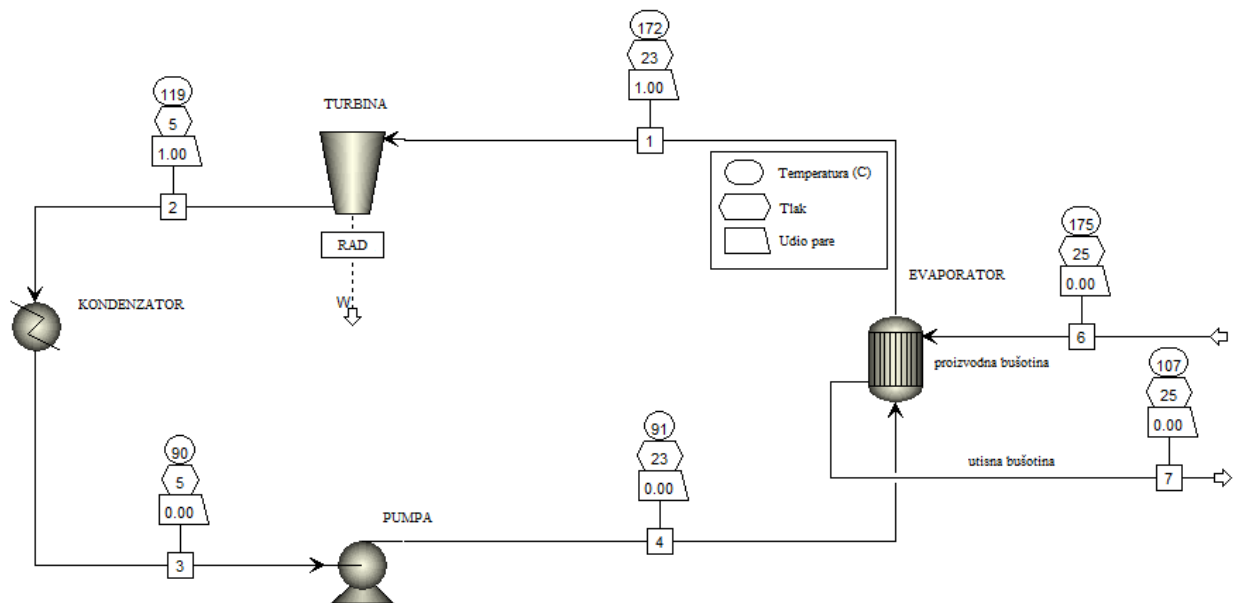 172
23
1.00
1
119
5
1.00
2
TURBINA
RAD
W
Temperatura (C)
Tlak
Udio pare
175
25
0.00
6
EVAPORATOR
KONDENZATOR
proizvodna bušotina
107
25
0.00
7
utisna bušotina
90
5
0.00
3
PUMPA
91
23
0.00
4